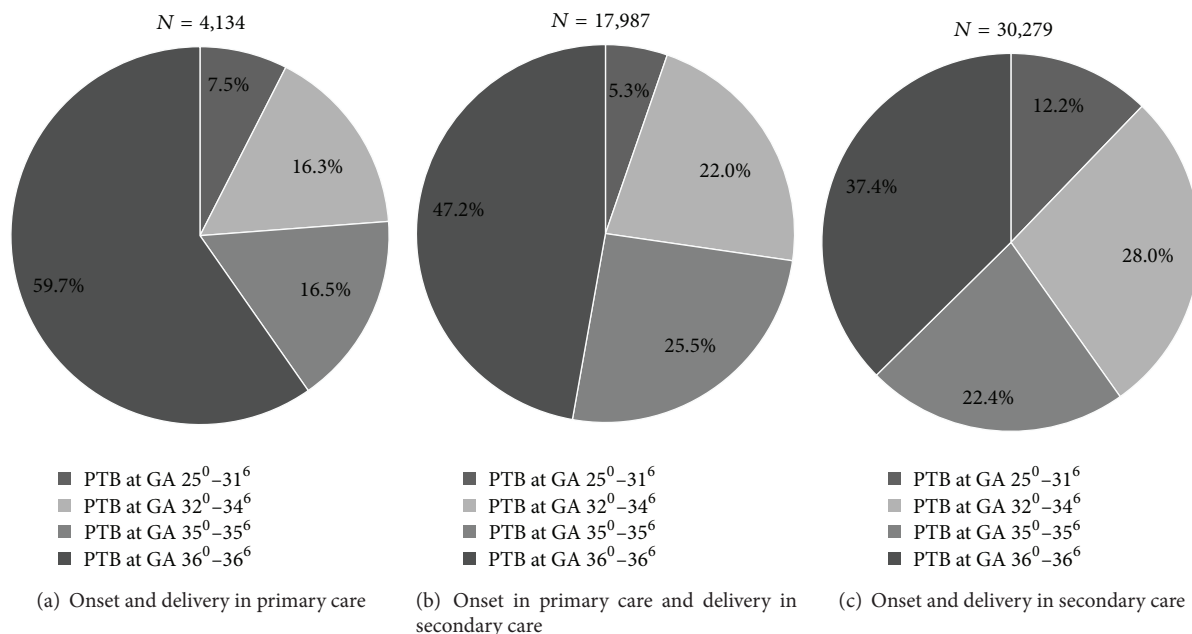 N = 4,134
7.5%
16.3%
16.5%
59.7%
PTB at GA 25⁰–31⁶
PTB at GA 32⁰–34⁶
PTB at GA 35⁰–35⁶
PTB at GA 36⁰–36⁶
(a) Onset and delivery in primary care
N = 17,987
5.3%
22.0%
25.5%
47.2%
PTB at GA 25⁰–31⁶
PTB at GA 32⁰–34⁶
PTB at GA 35⁰–35⁶
PTB at GA 36⁰–36⁶
(b) Onset in primary care and delivery in
secondary care
N = 30,279
12.2%
28.0%
22.4%
37.4%
PTB at GA 25⁰–31⁶
PTB at GA 32⁰–34⁶
PTB at GA 35⁰–35⁶
PTB at GA 36⁰–36⁶
(c) Onset and delivery in secondary care